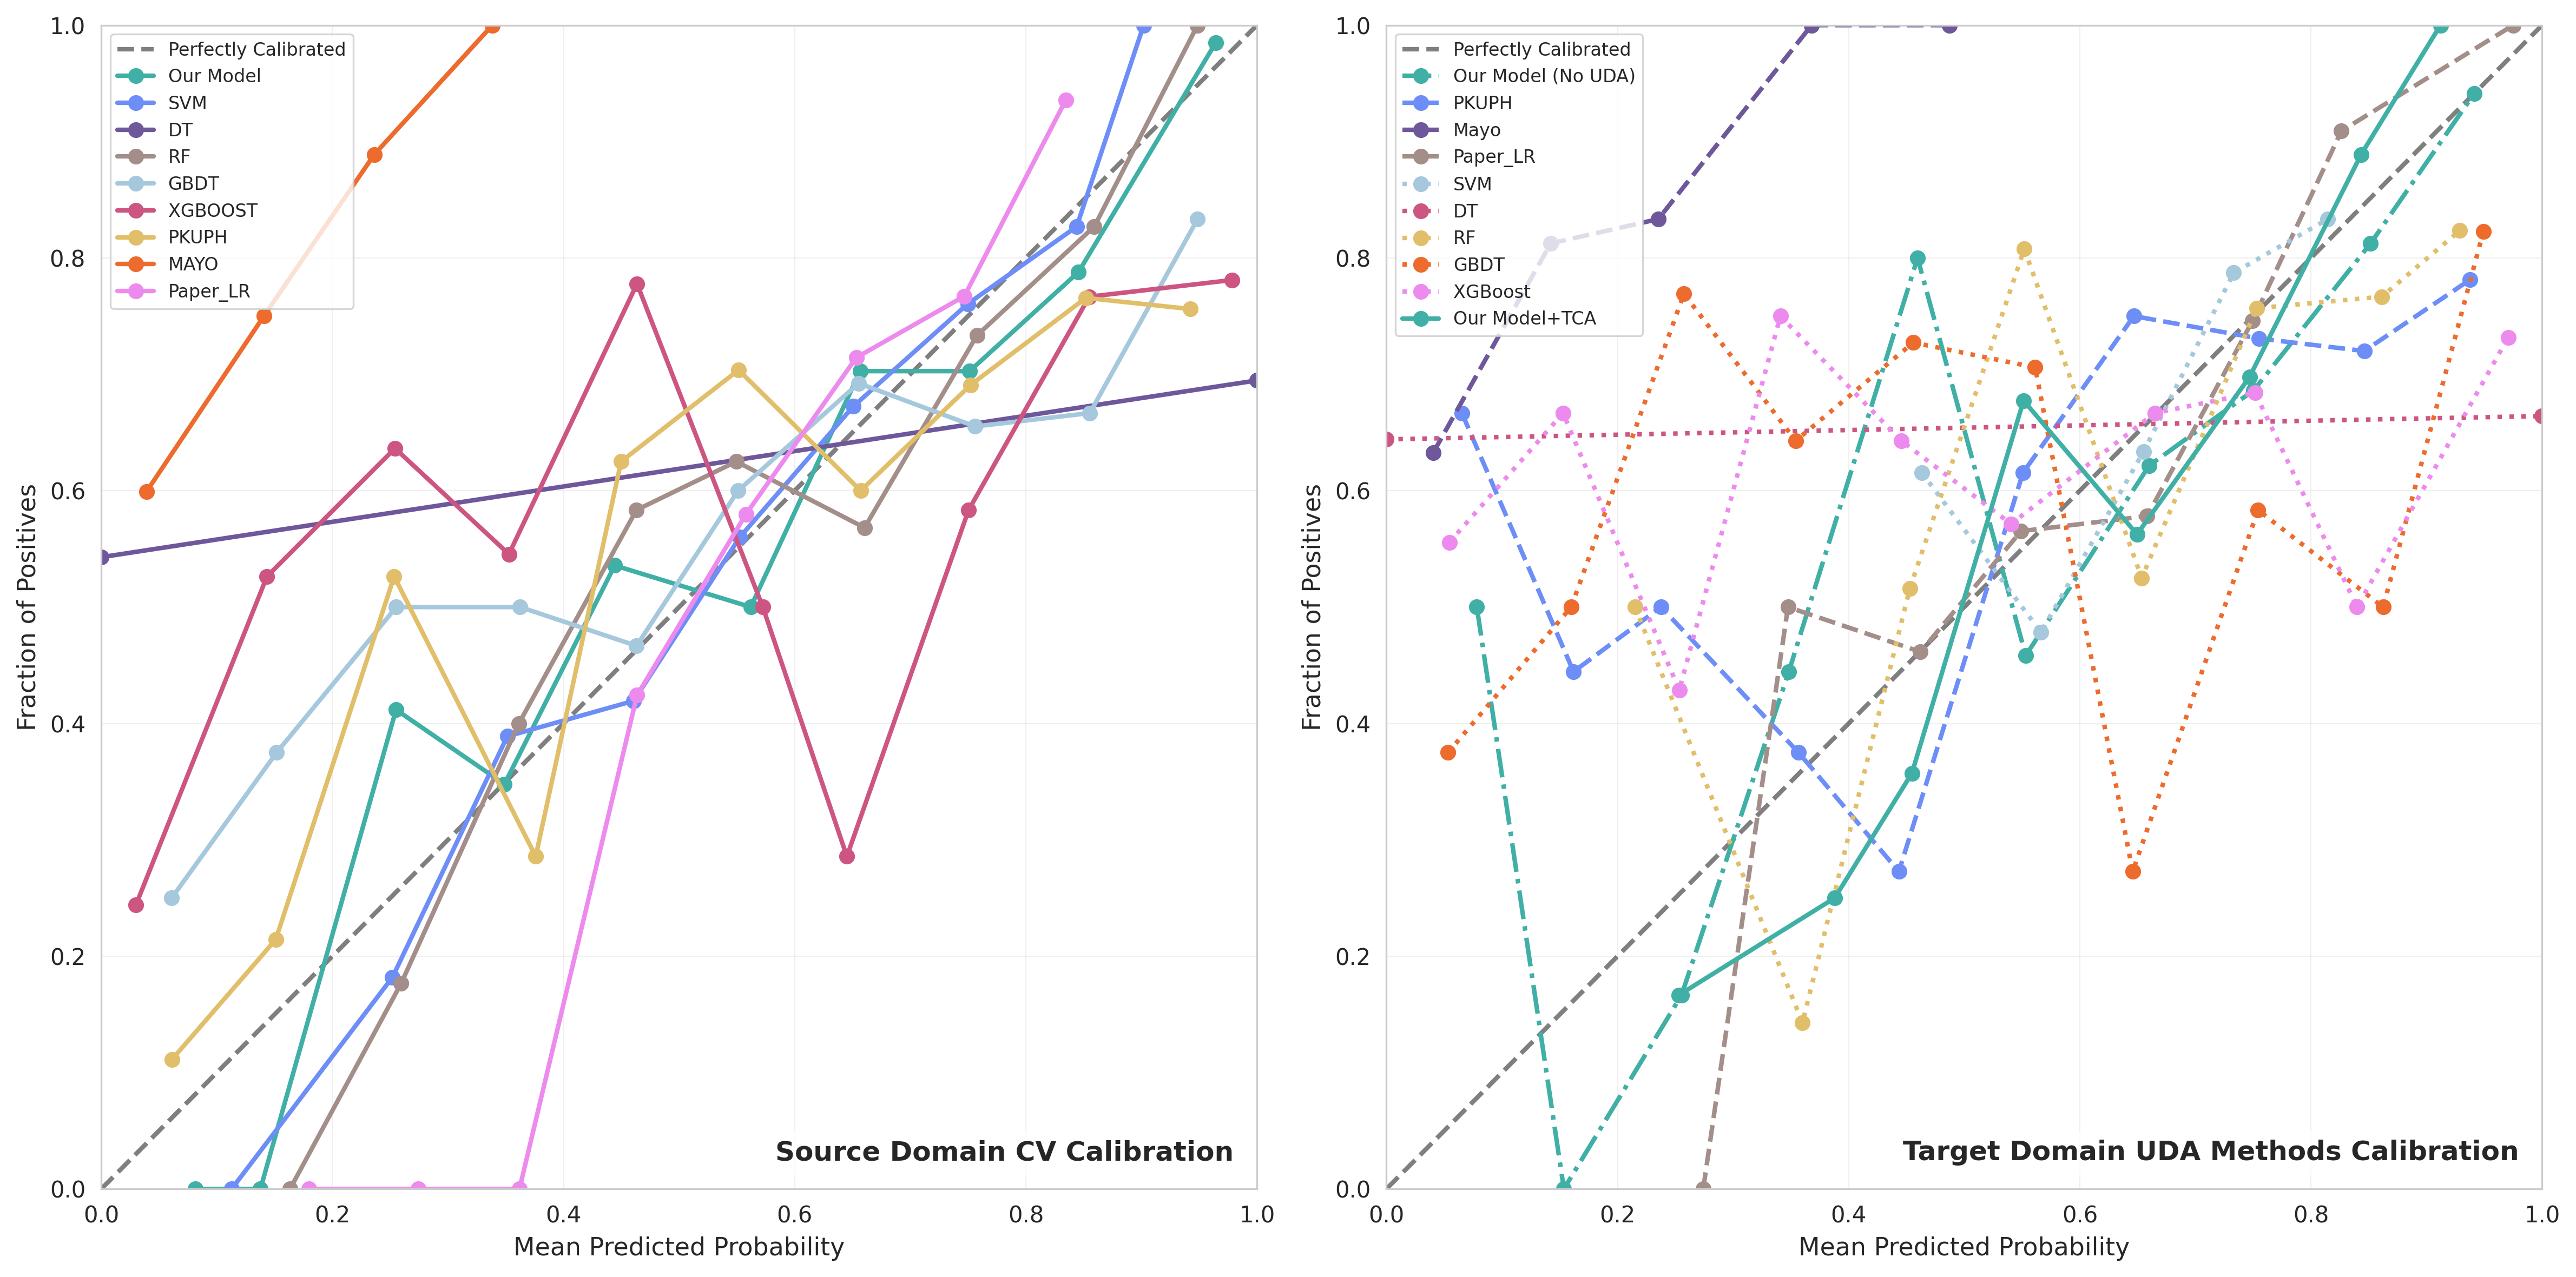 1.0
0.8
0.6
0.4
0.2
0.0
Fraction of Positives
Perfectly Calibrated
Our Model
SVM
DT
RF
GBDT
XGBOOST
PKUPH
MAYO
Paper_LR
Source Domain CV Calibration
0.0 0.2 0.4 0.6 0.8 1.0
Mean Predicted Probability
1.0
0.8
0.6
0.4
0.2
0.0
Fraction of Positives
Perfectly Calibrated
Our Model (No UDA)
PKUPH
Mayo
Paper_LR
SVM
DT
RF
GBDT
XGBoost
Our Model+TCA
Target Domain UDA Methods Calibration
0.0 0.2 0.4 0.6 0.8 1.0
Mean Predicted Probability